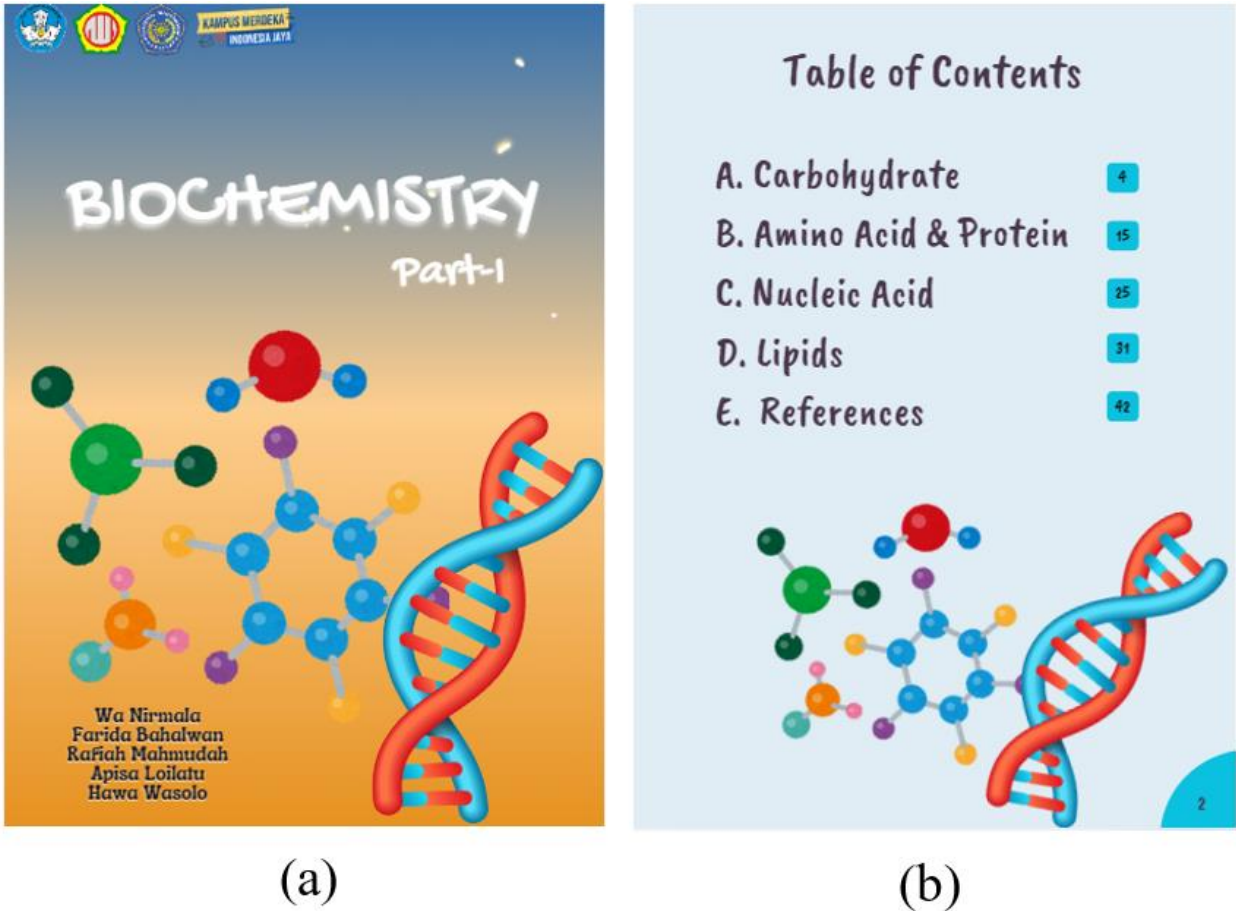 KAMPUS MERDEKA
INDONESIA JAYA
BIOCHEMISTRY
Part-1
Wa Nirmala
Farida Bahalwan
Rafiah Mahmudah
Apisa Loilatu
Hawa Wasolo
(a)
Table of Contents
A. Carbohydrate 4
B. Amino Acid & Protein 15
C. Nucleic Acid 25
D. Lipids 31
E. References 42
2
(b)